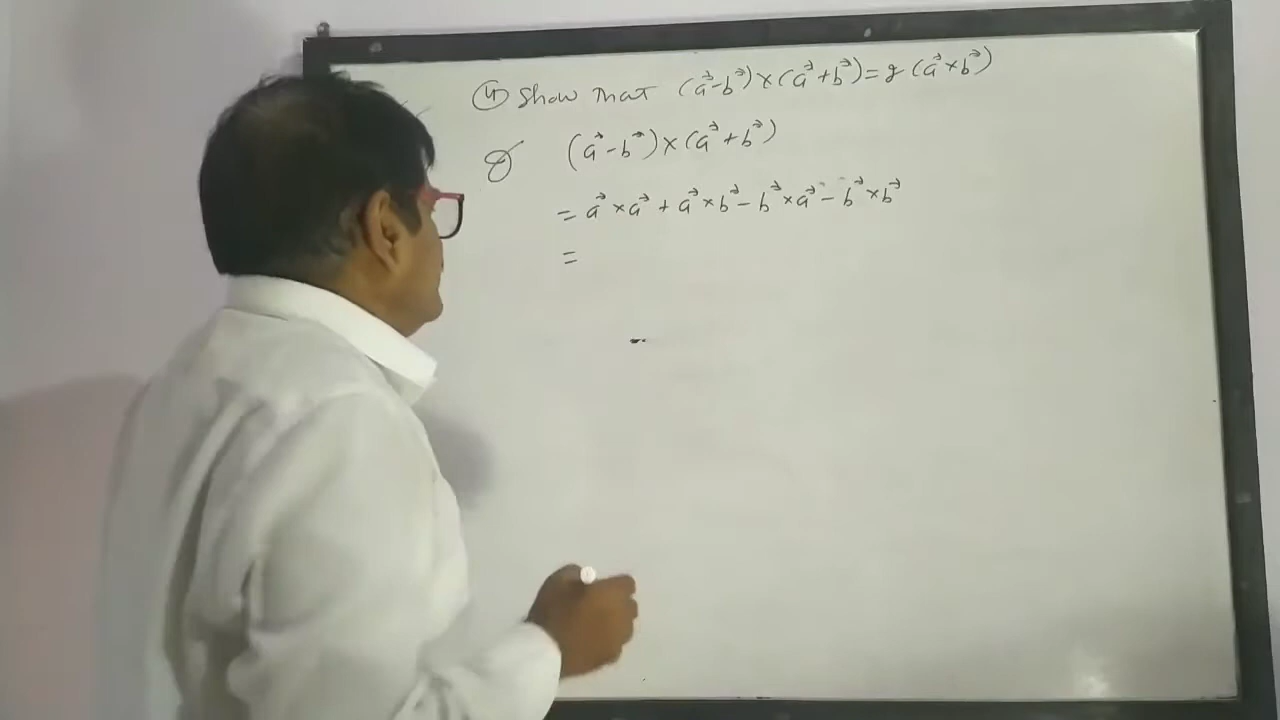 ④ Show that (a⃗-b⃗)×(a⃗+b⃗)=2(a⃗×b⃗)
(a⃗-b⃗)×(a⃗+b⃗)
= a⃗×a⃗+a⃗×b⃗-b⃗×a⃗-b⃗×b⃗
=